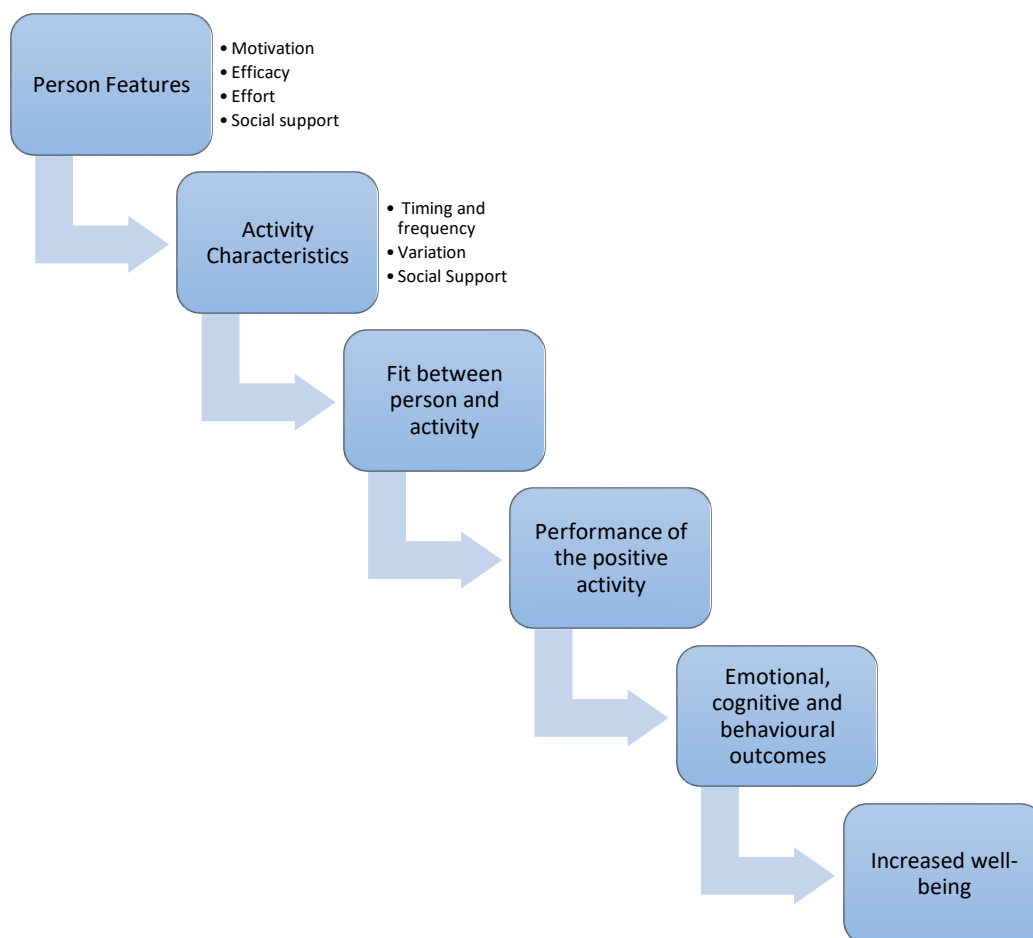 Person Features
• Motivation
• Efficacy
• Effort
• Social support
Activity
Characteristics
• Timing and
frequency
• Variation
• Social Support
Fit between
person and
activity
Performance of
the positive
activity
Emotional,
cognitive and
behavioural
outcomes
Increased well-
being